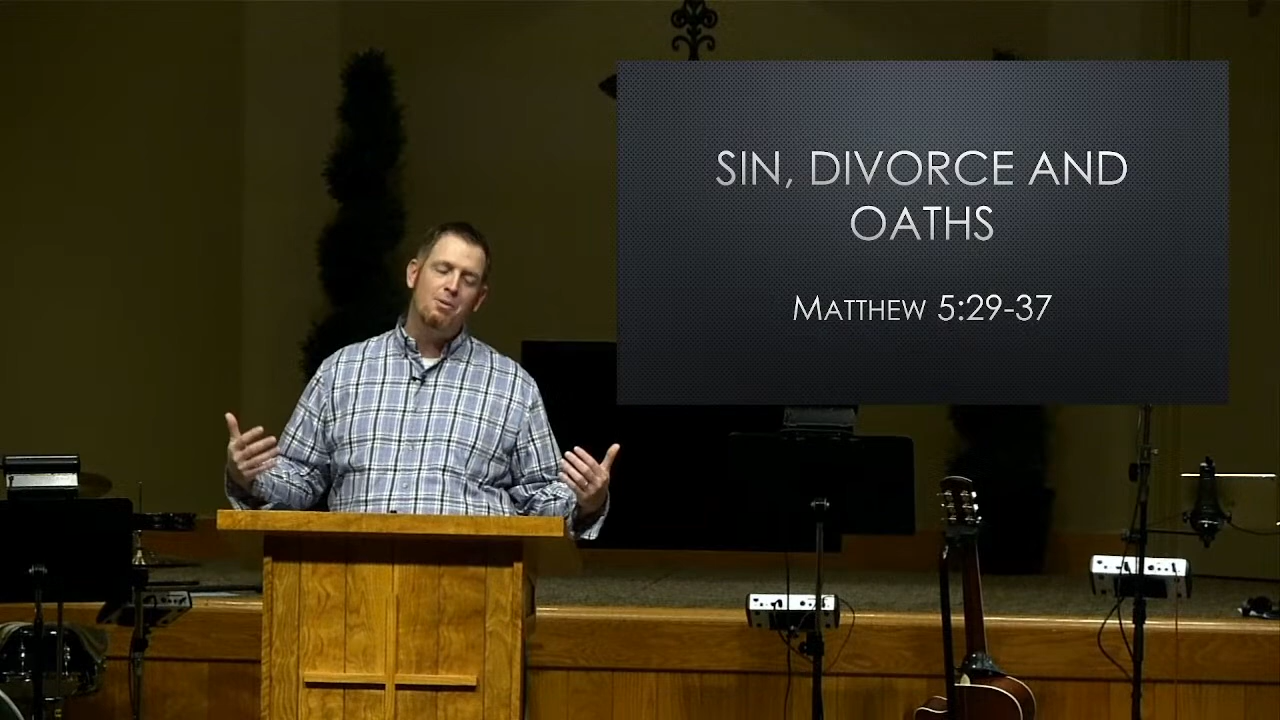 SIN, DIVORCE AND
OATHS
MATTHEW 5:29-37